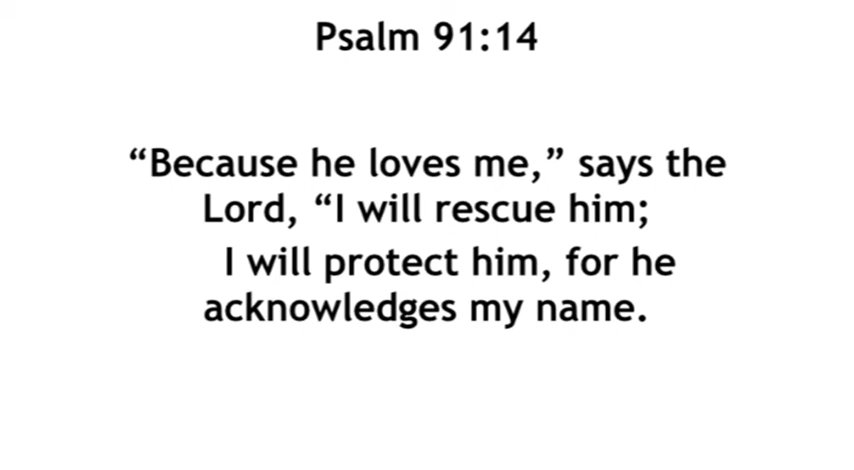 Psalm 91:14
“Because he loves me,” says the
Lord, “I will rescue him;
I will protect him, for he
acknowledges my name.